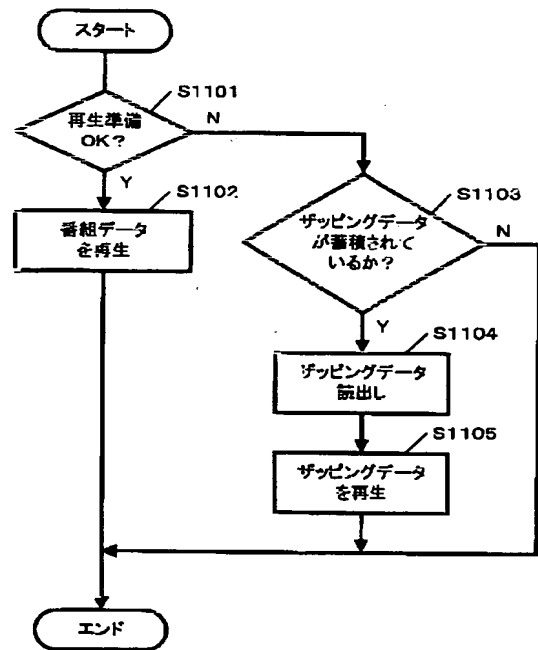 スタート
S1101
再生準備
OK?
N
Y
S1102
番組データ
を再生
S1103
ザッピングデータ
が蓄積されて
いるか?
N
Y
S1104
ザッピングデータ
読出し
S1105
ザッピングデータ
を再生
エンド